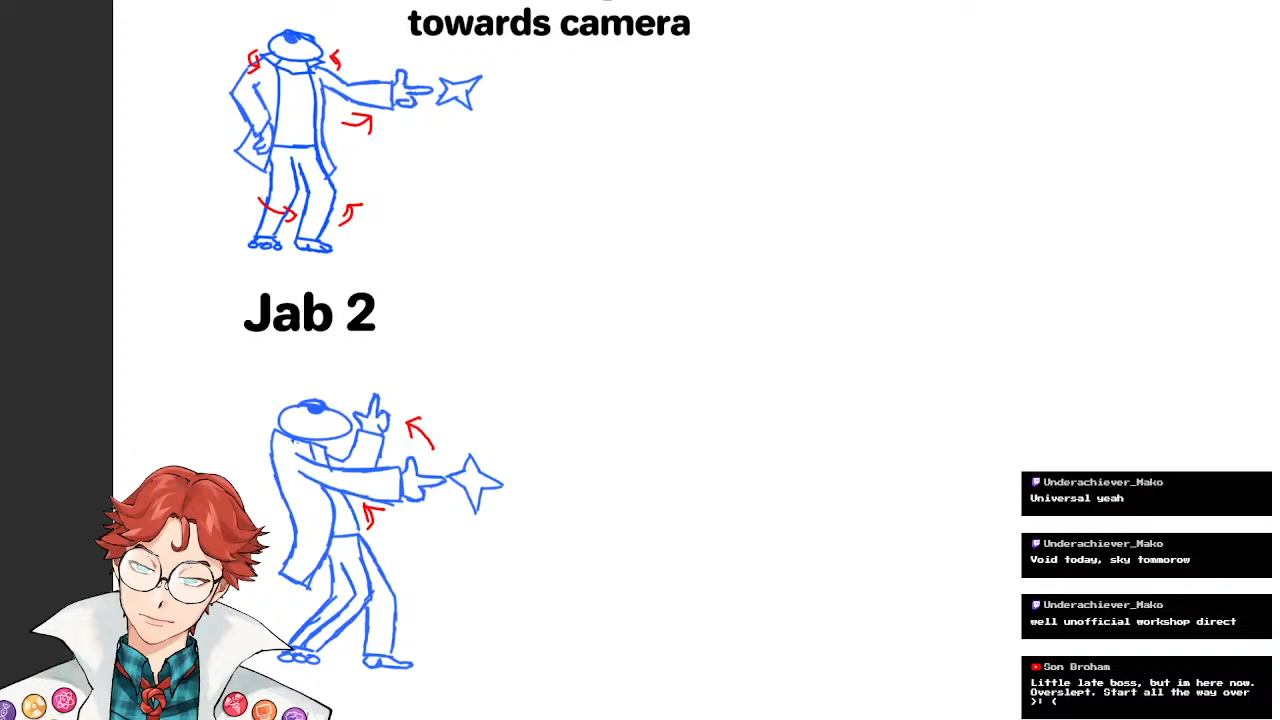 towards camera
Jab 2
Underachiever_Mako
Universal yeah
Underachiever_Mako
Void today, sky tommorow
Underachiever_Mako
well unofficial workshop direct
Son Broham
Little late boss, but im here now.
Overslept. Start all the way over
>: (